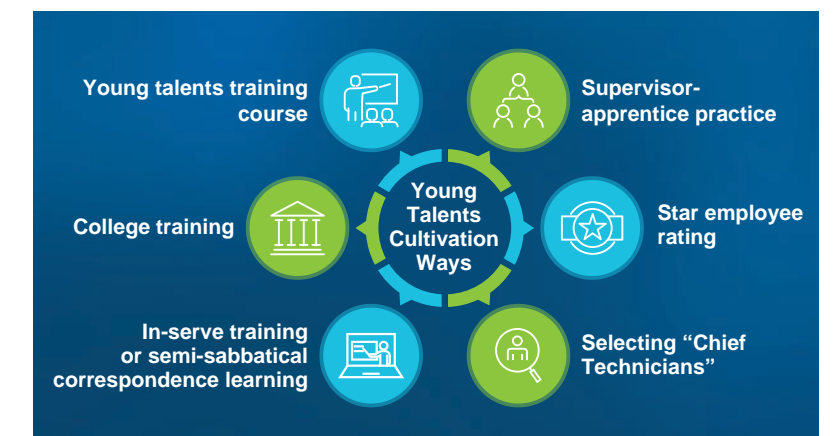 Young talents training
course
Supervisor-
apprentice practice
Young
Talents
Cultivation
Ways
College training
Star employee
rating
In-serve training
or semi-sabbatical
correspondence learning
Selecting “Chief
Technicians”